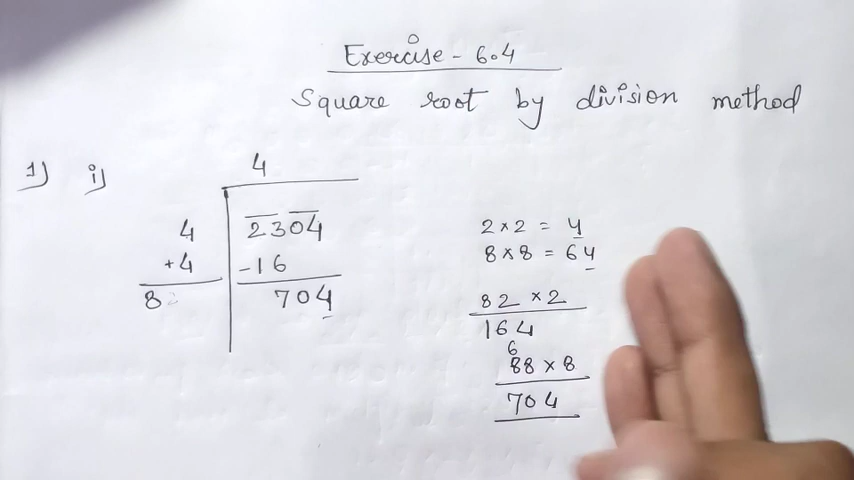 Exercise - 6.4
Square root by division method
1) i)
4
4 2304
+4 -16
8 704
2 × 2 = 4
8 × 8 = 64
82 × 2
164
6
88 × 8
704